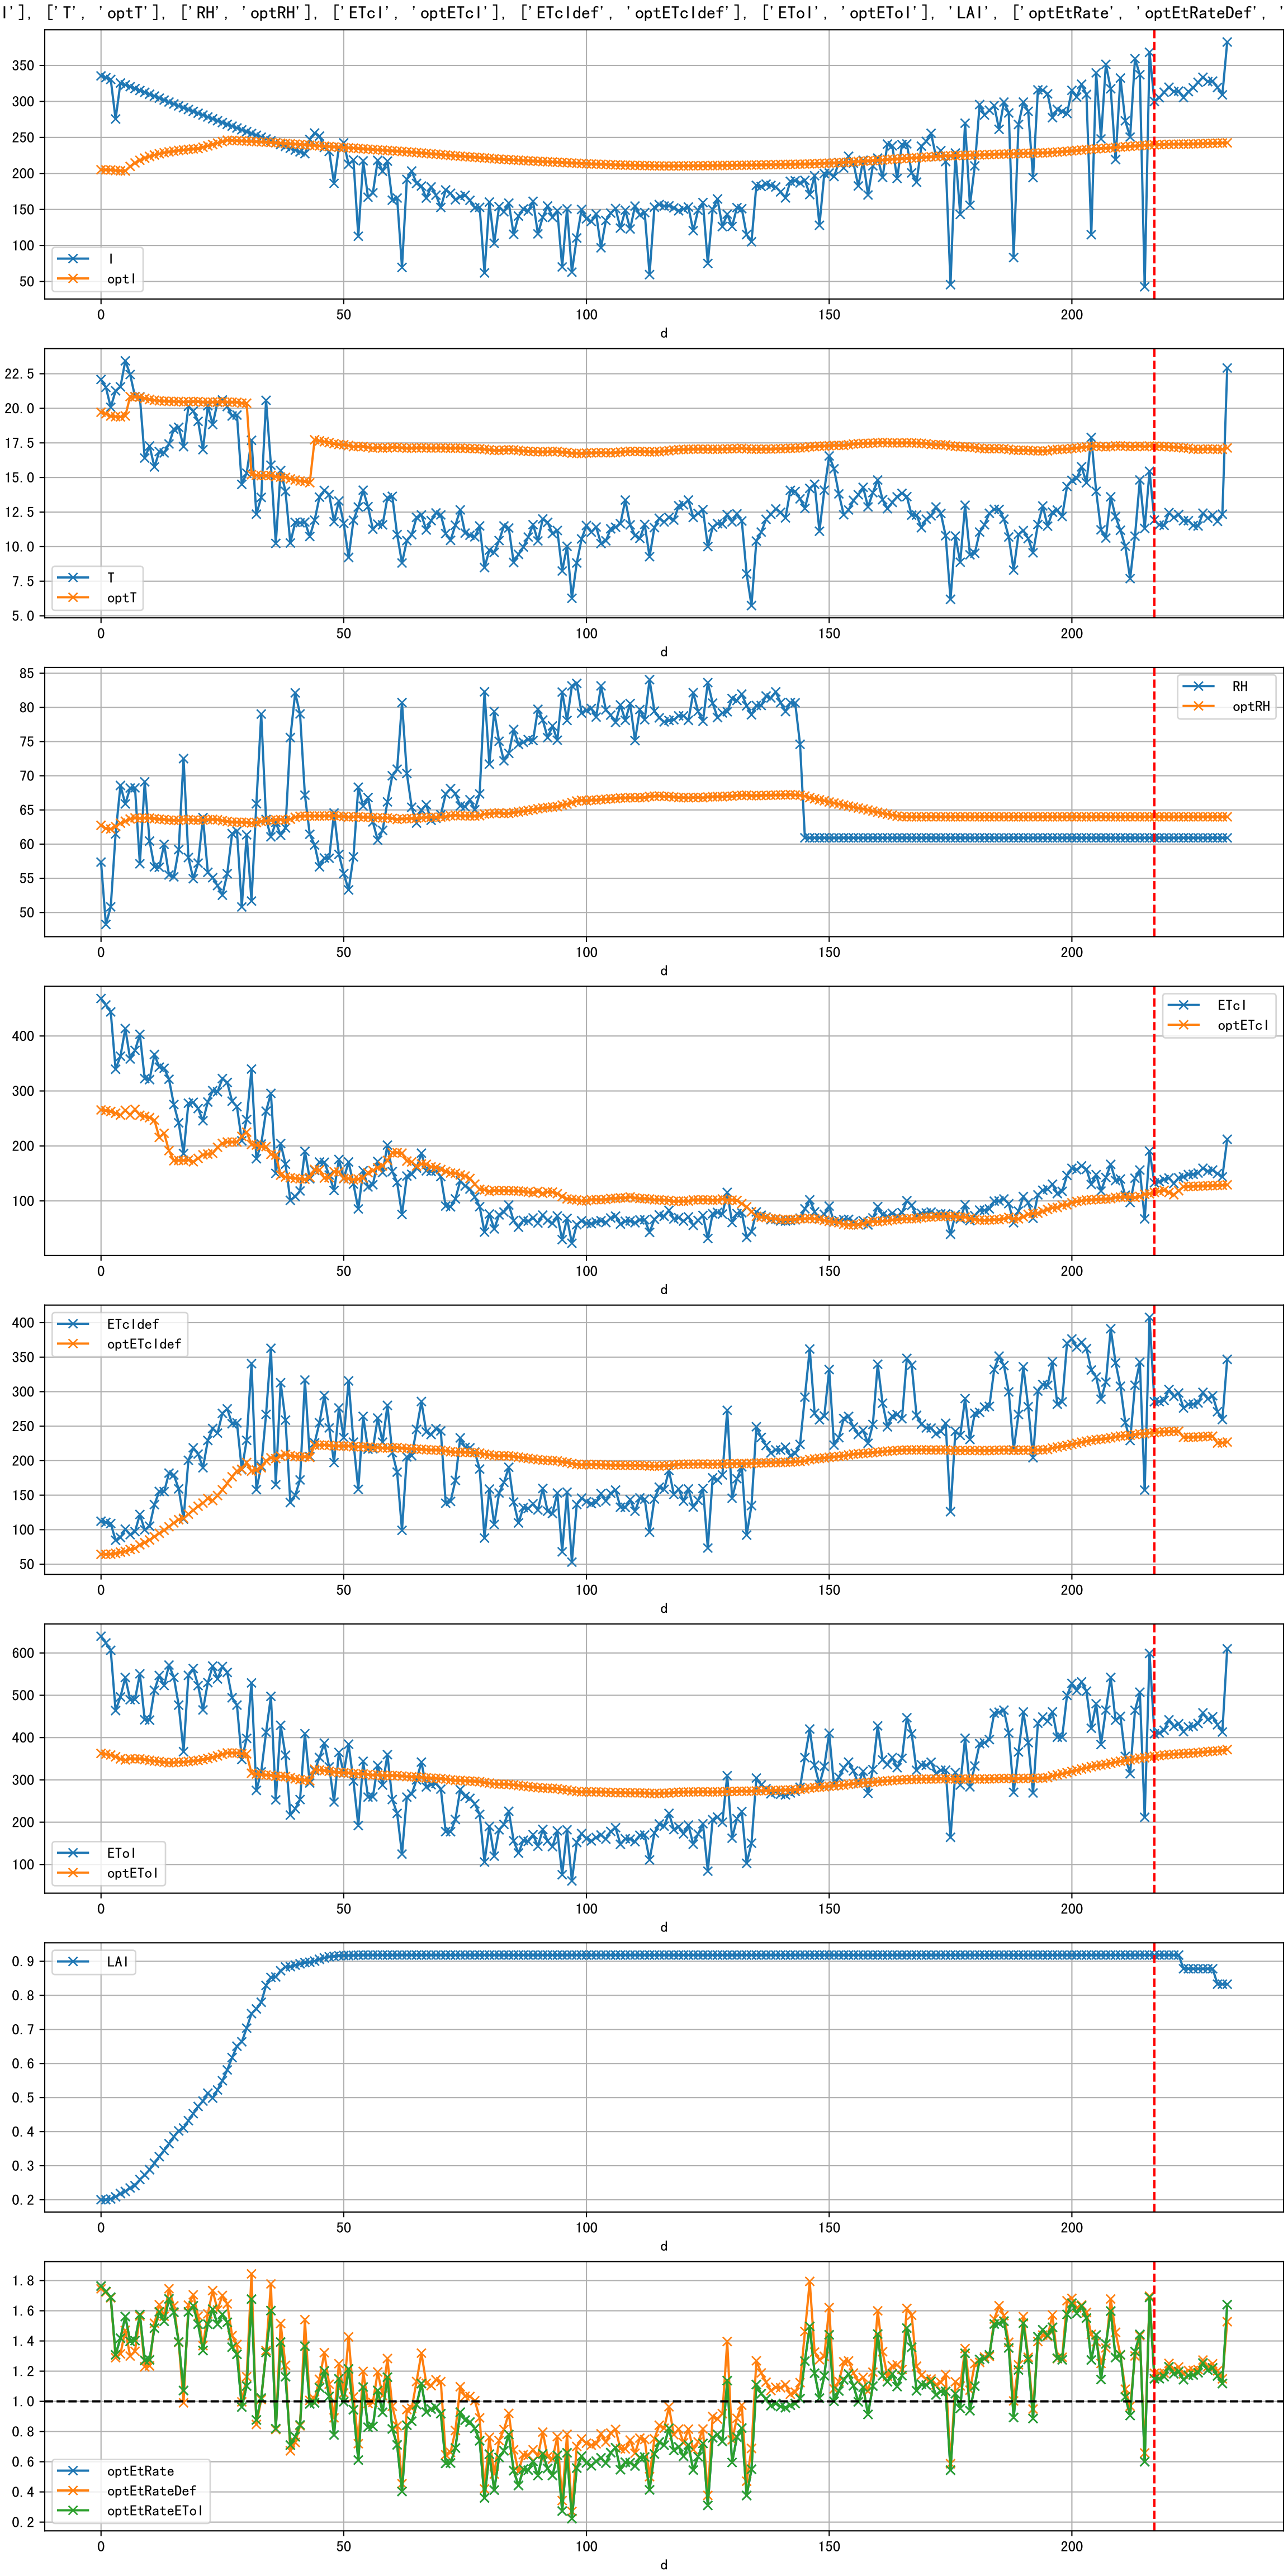 I'], ['T', 'optT'], ['RH', 'optRH'], ['ETcI', 'optETcI'], ['ETcIdef', 'optETcIdef'], ['EToI', 'optEToI'], 'LAI', ['optEtRate', 'optEtRateDef', '
350
300
250
200
150
100
50
I
optI
0 50 100 150 200
d
22.5
20.0
17.5
15.0
12.5
10.0
7.5
5.0
T
optT
0 50 100 150 200
d
85
80
75
70
65
60
55
50
RH
optRH
0 50 100 150 200
d
400
300
200
100
ETcI
optETcI
0 50 100 150 200
d
400
350
300
250
200
150
100
50
ETcIdef
optETcIdef
0 50 100 150 200
d
600
500
400
300
200
100
EToI
optEToI
0 50 100 150 200
d
0.9
0.8
0.7
0.6
0.5
0.4
0.3
0.2
LAI
0 50 100 150 200
d
1.8
1.6
1.4
1.2
1.0
0.8
0.6
0.4
0.2
optEtRate
optEtRateDef
optEtRateEToI
0 50 100 150 200
d